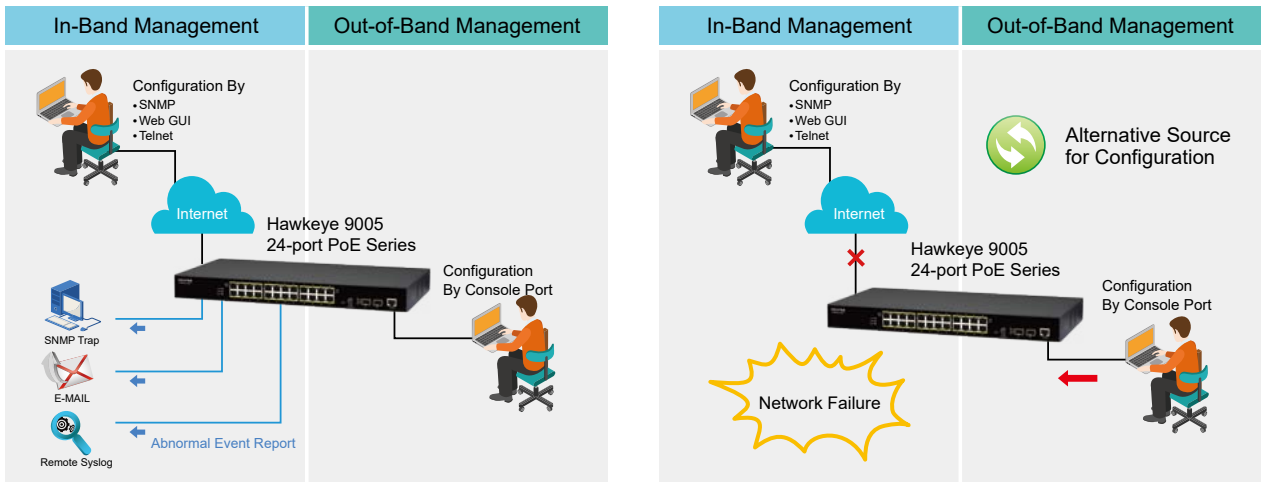 In-Band Management
Out-of-Band Management
Configuration By
•SNMP
•Web GUI
•Telnet
Internet
Hawkeye 9005
24-port PoE Series
Configuration
By Console Port
SNMP Trap
E-MAIL
Remote Syslog
Abnormal Event Report
In-Band Management
Out-of-Band Management
Configuration By
•SNMP
•Web GUI
•Telnet
Alternative Source
for Configuration
Internet
Hawkeye 9005
24-port PoE Series
Configuration
By Console Port
Network Failure